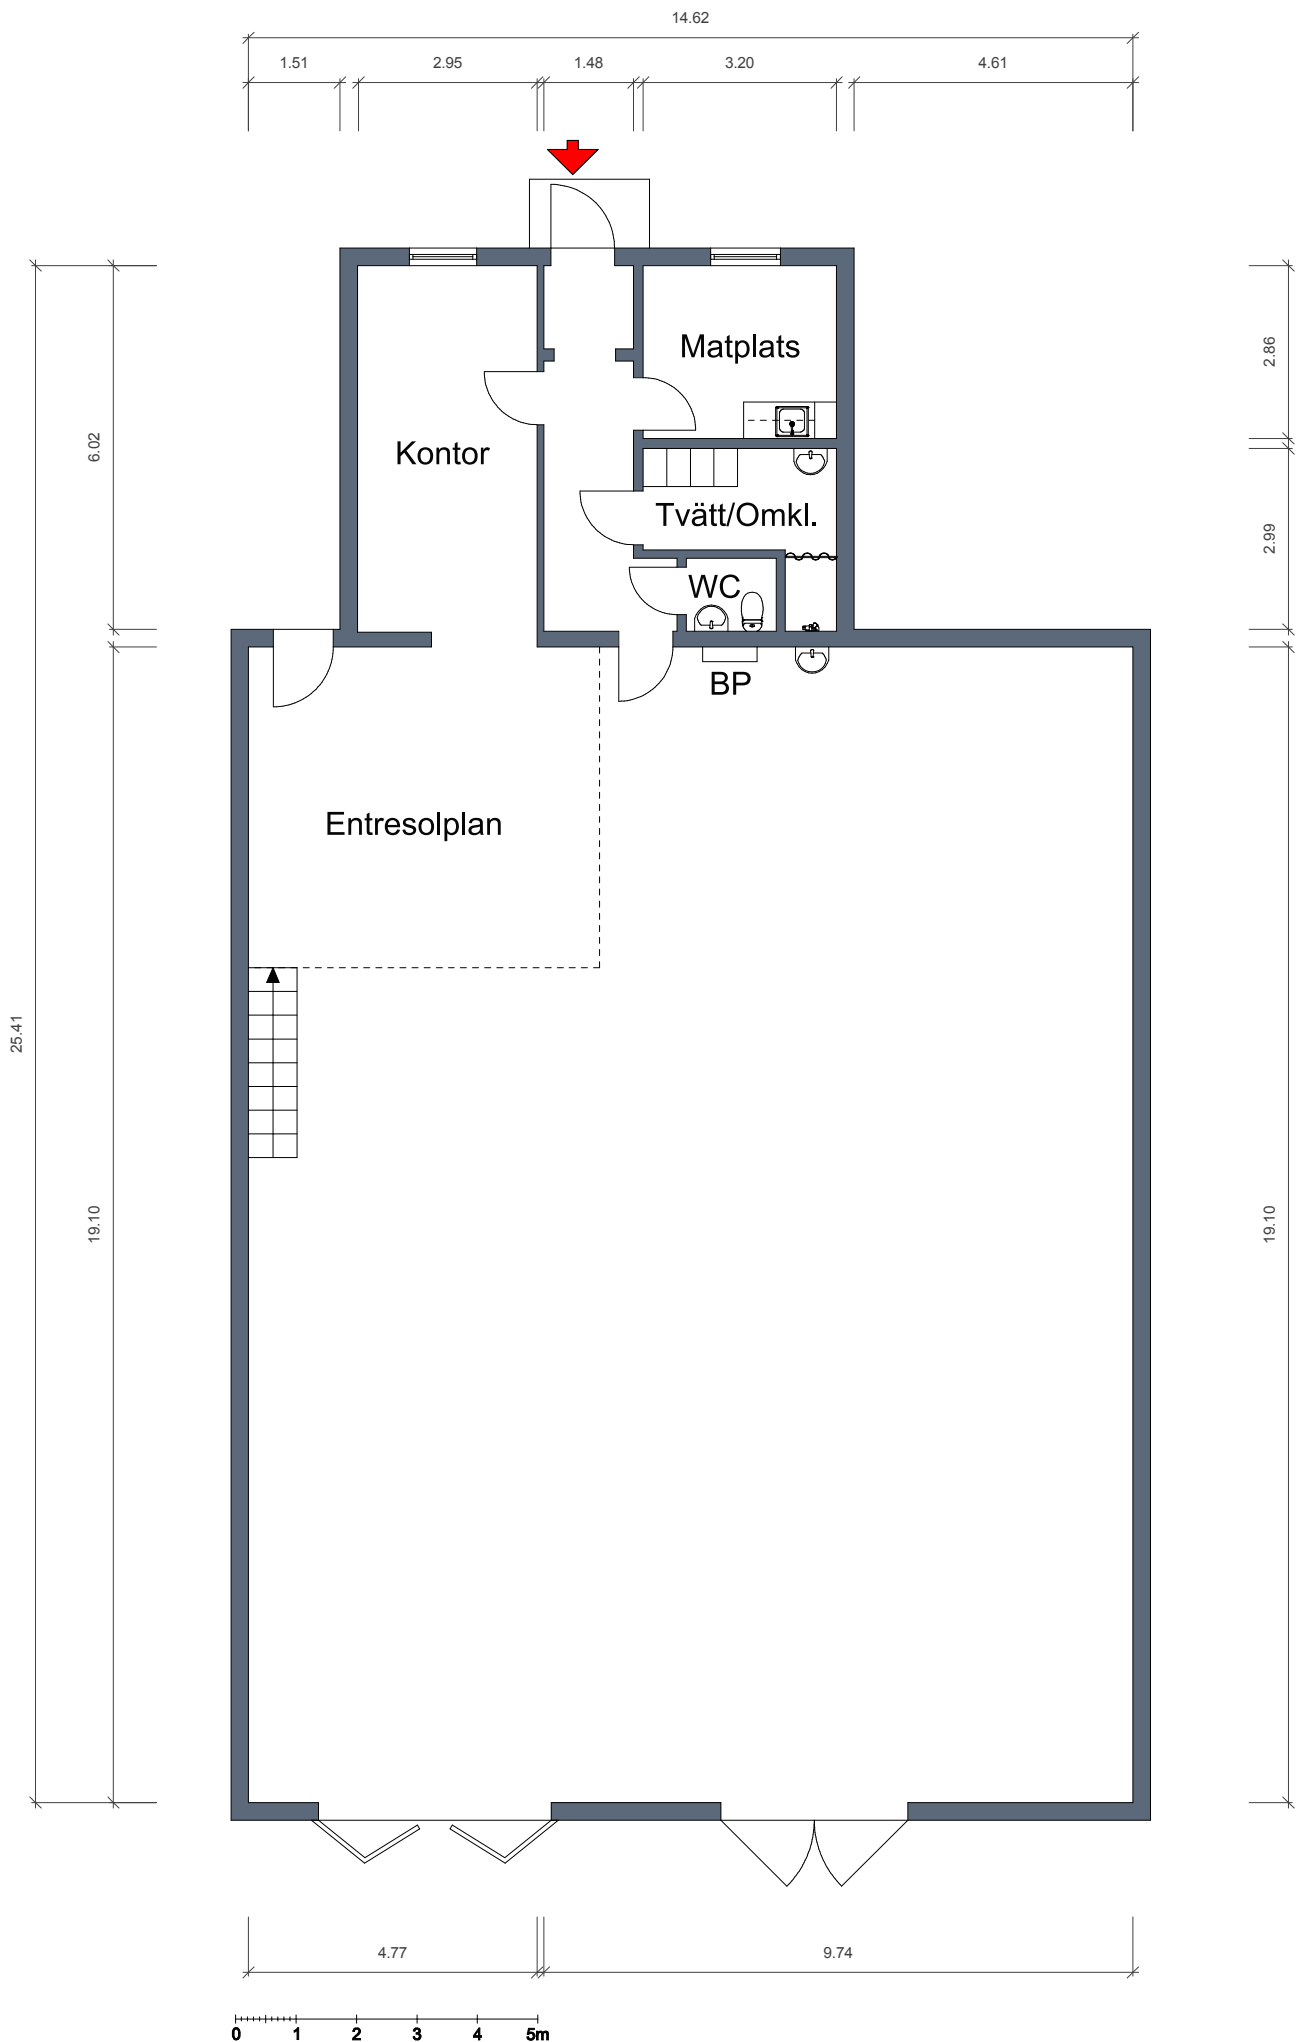 14.62
1.51 2.95 1.48 3.20 4.61
Matplats
2.86
6.02
Kontor
Tvätt/Omkl.
2.99
WC
BP
Entresolplan
25.41
19.10
19.10
4.77 9.74
0 1 2 3 4 5m